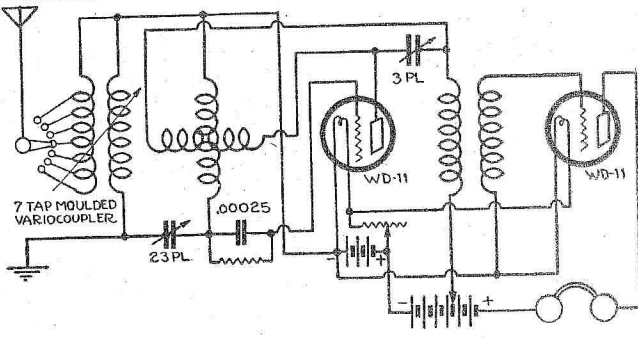 3 PL.
WD-11
WD-11
7 TAP MOULDED
VARIOCOUPLER
.00025
23 PL.
- +
- +